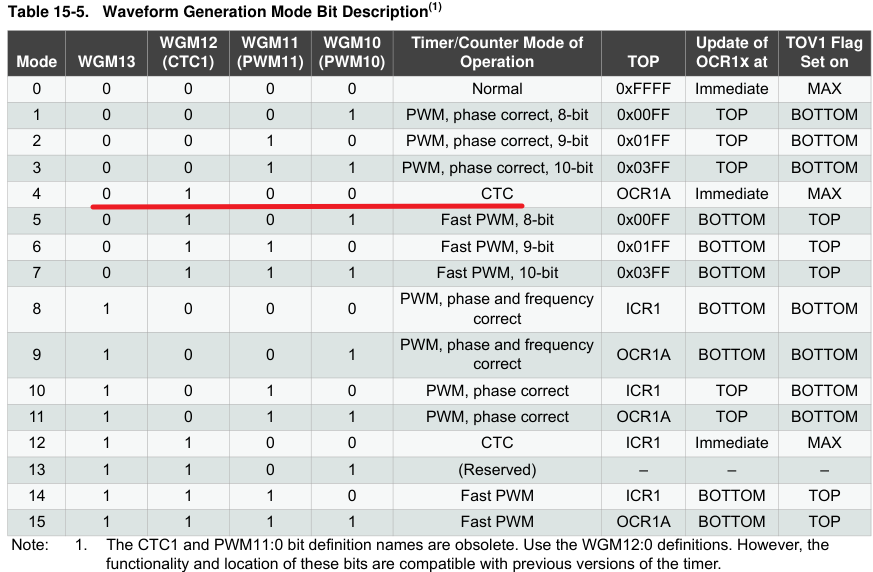 Table 15-5. Waveform Generation Mode Bit Description(1)
Mode WGM13 WGM12 (CTC1) WGM11 (PWM11) WGM10 (PWM10) Timer/Counter Mode of Operation TOP Update of OCR1x at TOV1 Flag Set on
0 0 0 0 0 Normal 0xFFFF Immediate MAX
1 0 0 0 1 PWM, phase correct, 8-bit 0x00FF TOP BOTTOM
2 0 0 1 0 PWM, phase correct, 9-bit 0x01FF TOP BOTTOM
3 0 0 1 1 PWM, phase correct, 10-bit 0x03FF TOP BOTTOM
4 0 1 0 0 CTC OCR1A Immediate MAX
5 0 1 0 1 Fast PWM, 8-bit 0x00FF BOTTOM TOP
6 0 1 1 0 Fast PWM, 9-bit 0x01FF BOTTOM TOP
7 0 1 1 1 Fast PWM, 10-bit 0x03FF BOTTOM TOP
8 1 0 0 0 PWM, phase and frequency correct ICR1 BOTTOM BOTTOM
9 1 0 0 1 PWM, phase and frequency correct OCR1A BOTTOM BOTTOM
10 1 0 1 0 PWM, phase correct ICR1 TOP BOTTOM
11 1 0 1 1 PWM, phase correct OCR1A TOP BOTTOM
12 1 1 0 0 CTC ICR1 Immediate MAX
13 1 1 0 1 (Reserved) – – –
14 1 1 1 0 Fast PWM ICR1 BOTTOM TOP
15 1 1 1 1 Fast PWM OCR1A BOTTOM TOP
Note: 1. The CTC1 and PWM11:0 bit definition names are obsolete. Use the WGM12:0 definitions. However, the
functionality and location of these bits are compatible with previous versions of the timer.